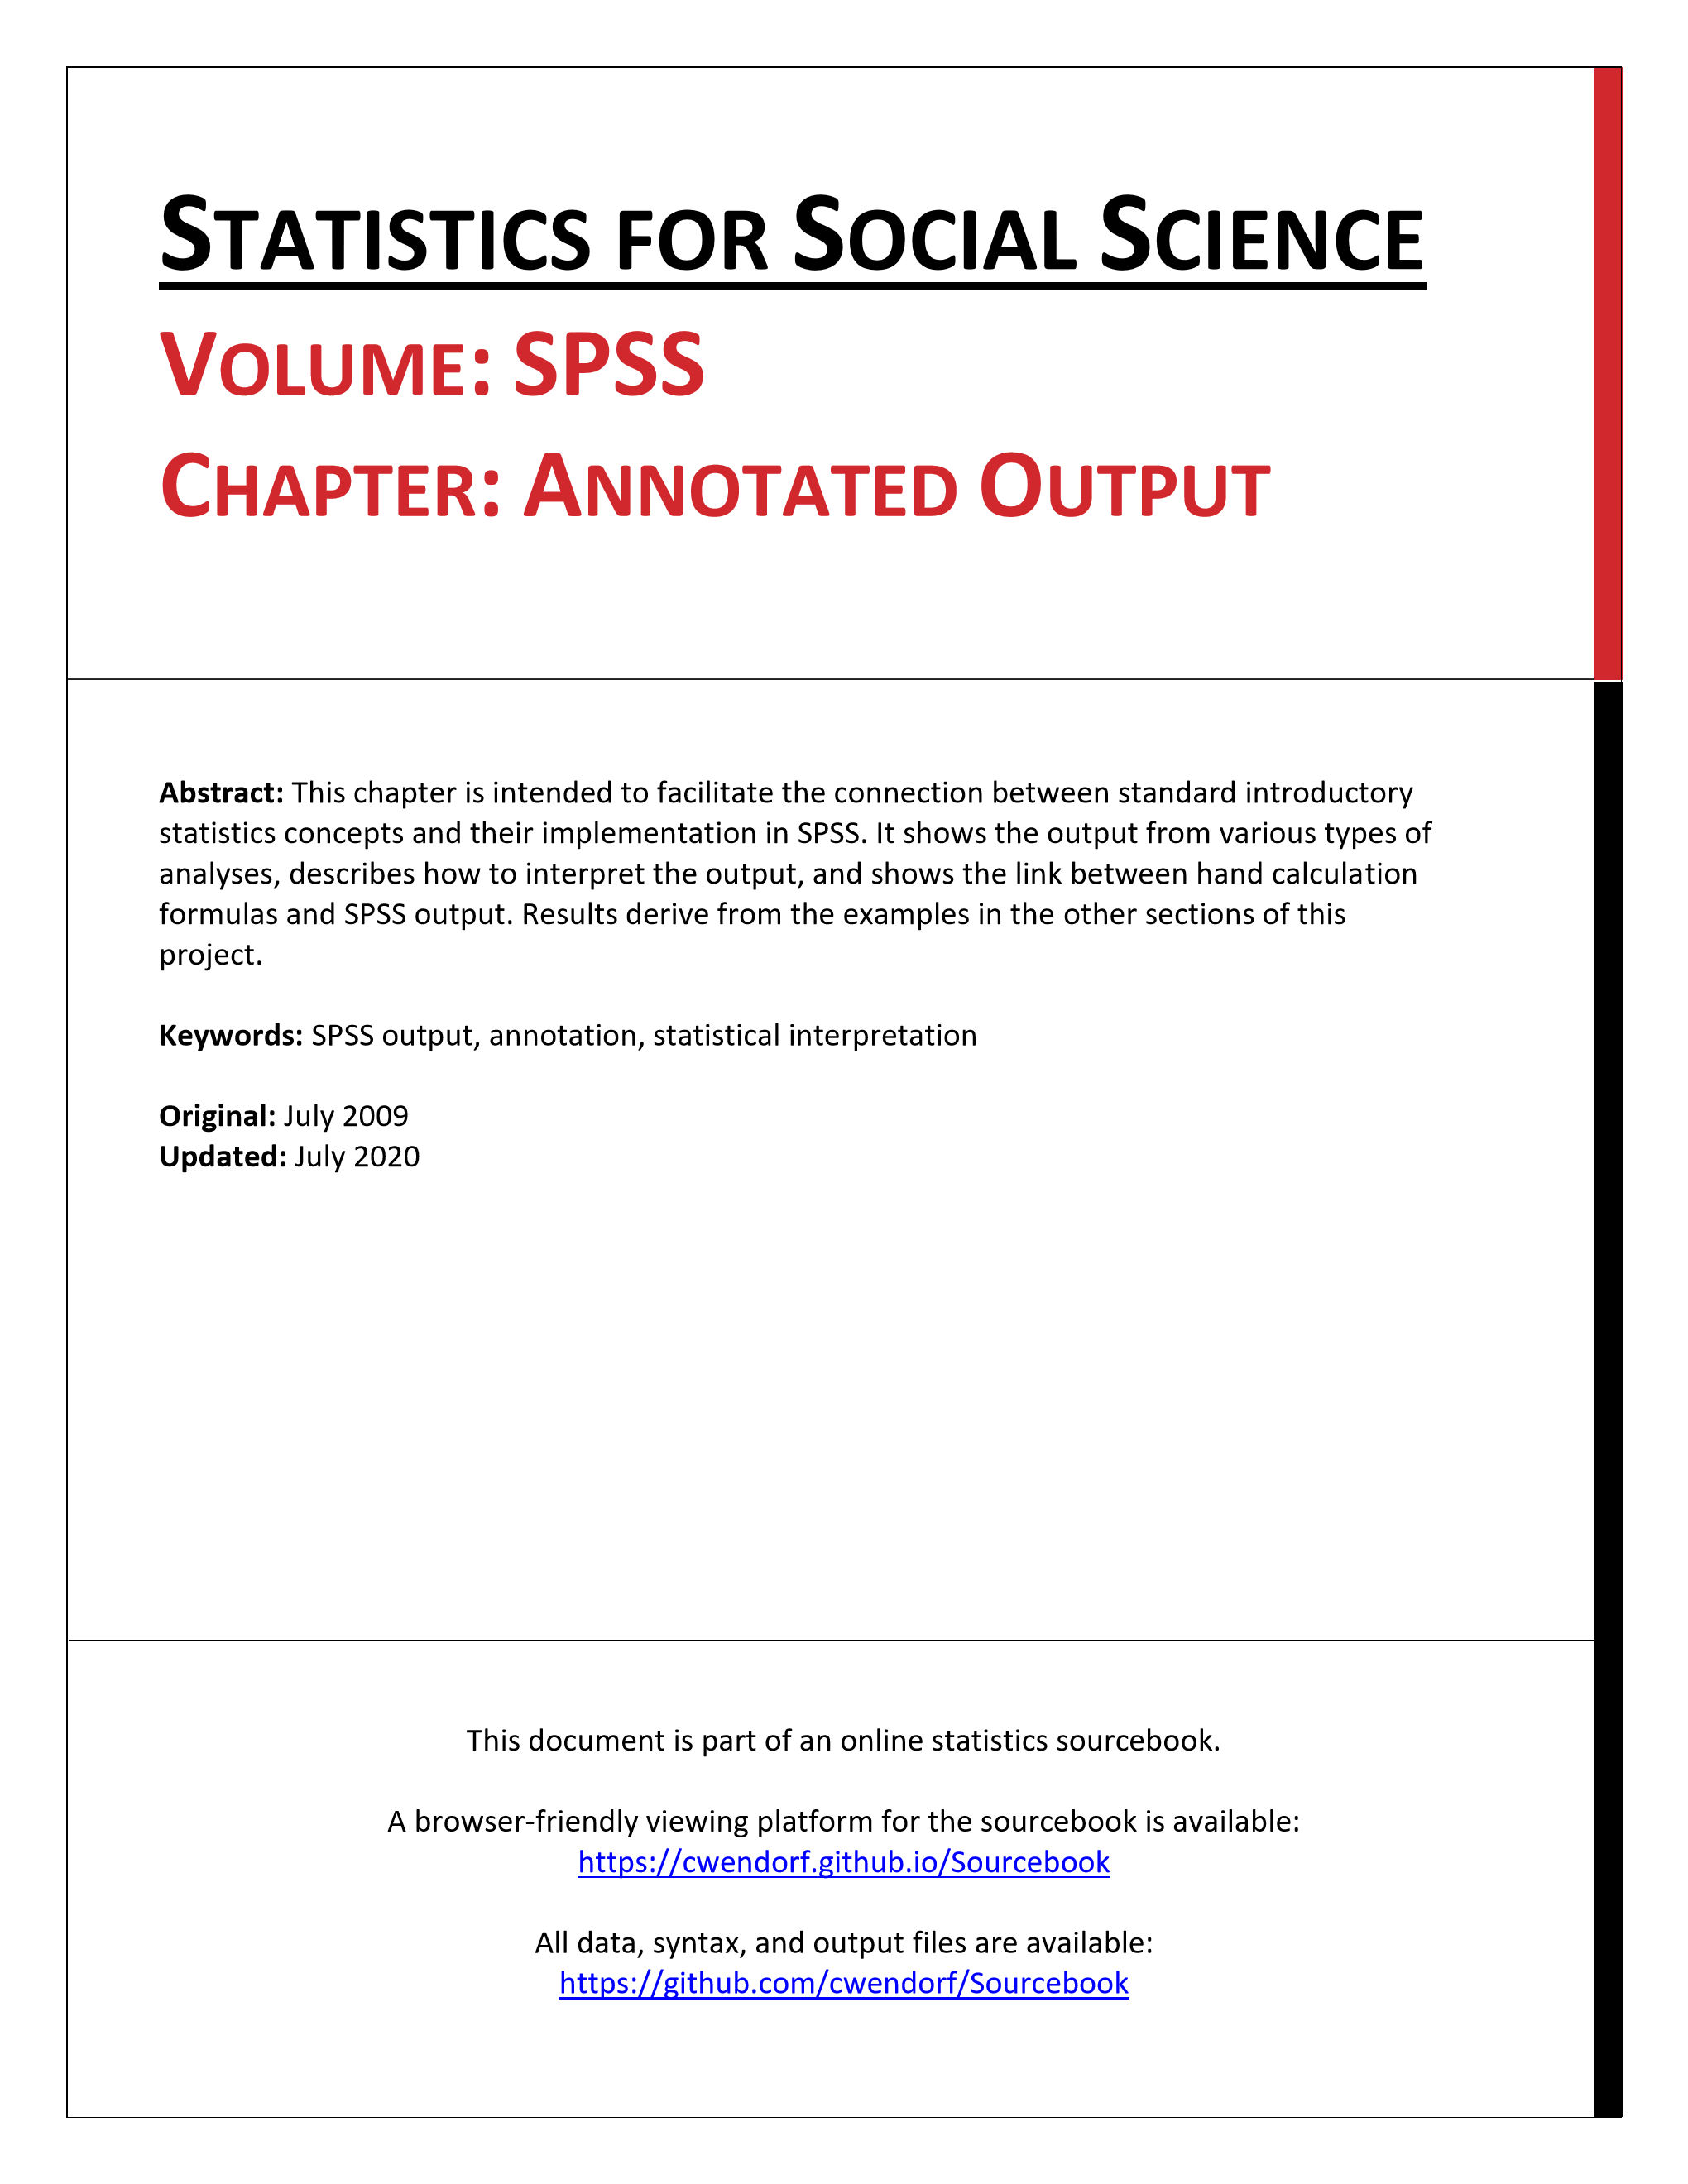 STATISTICS FOR SOCIAL SCIENCE
VOLUME: SPSS
CHAPTER: ANNOTATED OUTPUT
Abstract: This chapter is intended to facilitate the connection between standard introductory
statistics concepts and their implementation in SPSS. It shows the output from various types of
analyses, describes how to interpret the output, and shows the link between hand calculation
formulas and SPSS output. Results derive from the examples in the other sections of this
project.
Keywords: SPSS output, annotation, statistical interpretation
Original: July 2009
Updated: July 2020
This document is part of an online statistics sourcebook.
A browser-friendly viewing platform for the sourcebook is available:
https://cwendorf.github.io/Sourcebook
All data, syntax, and output files are available:
https://github.com/cwendorf/Sourcebook